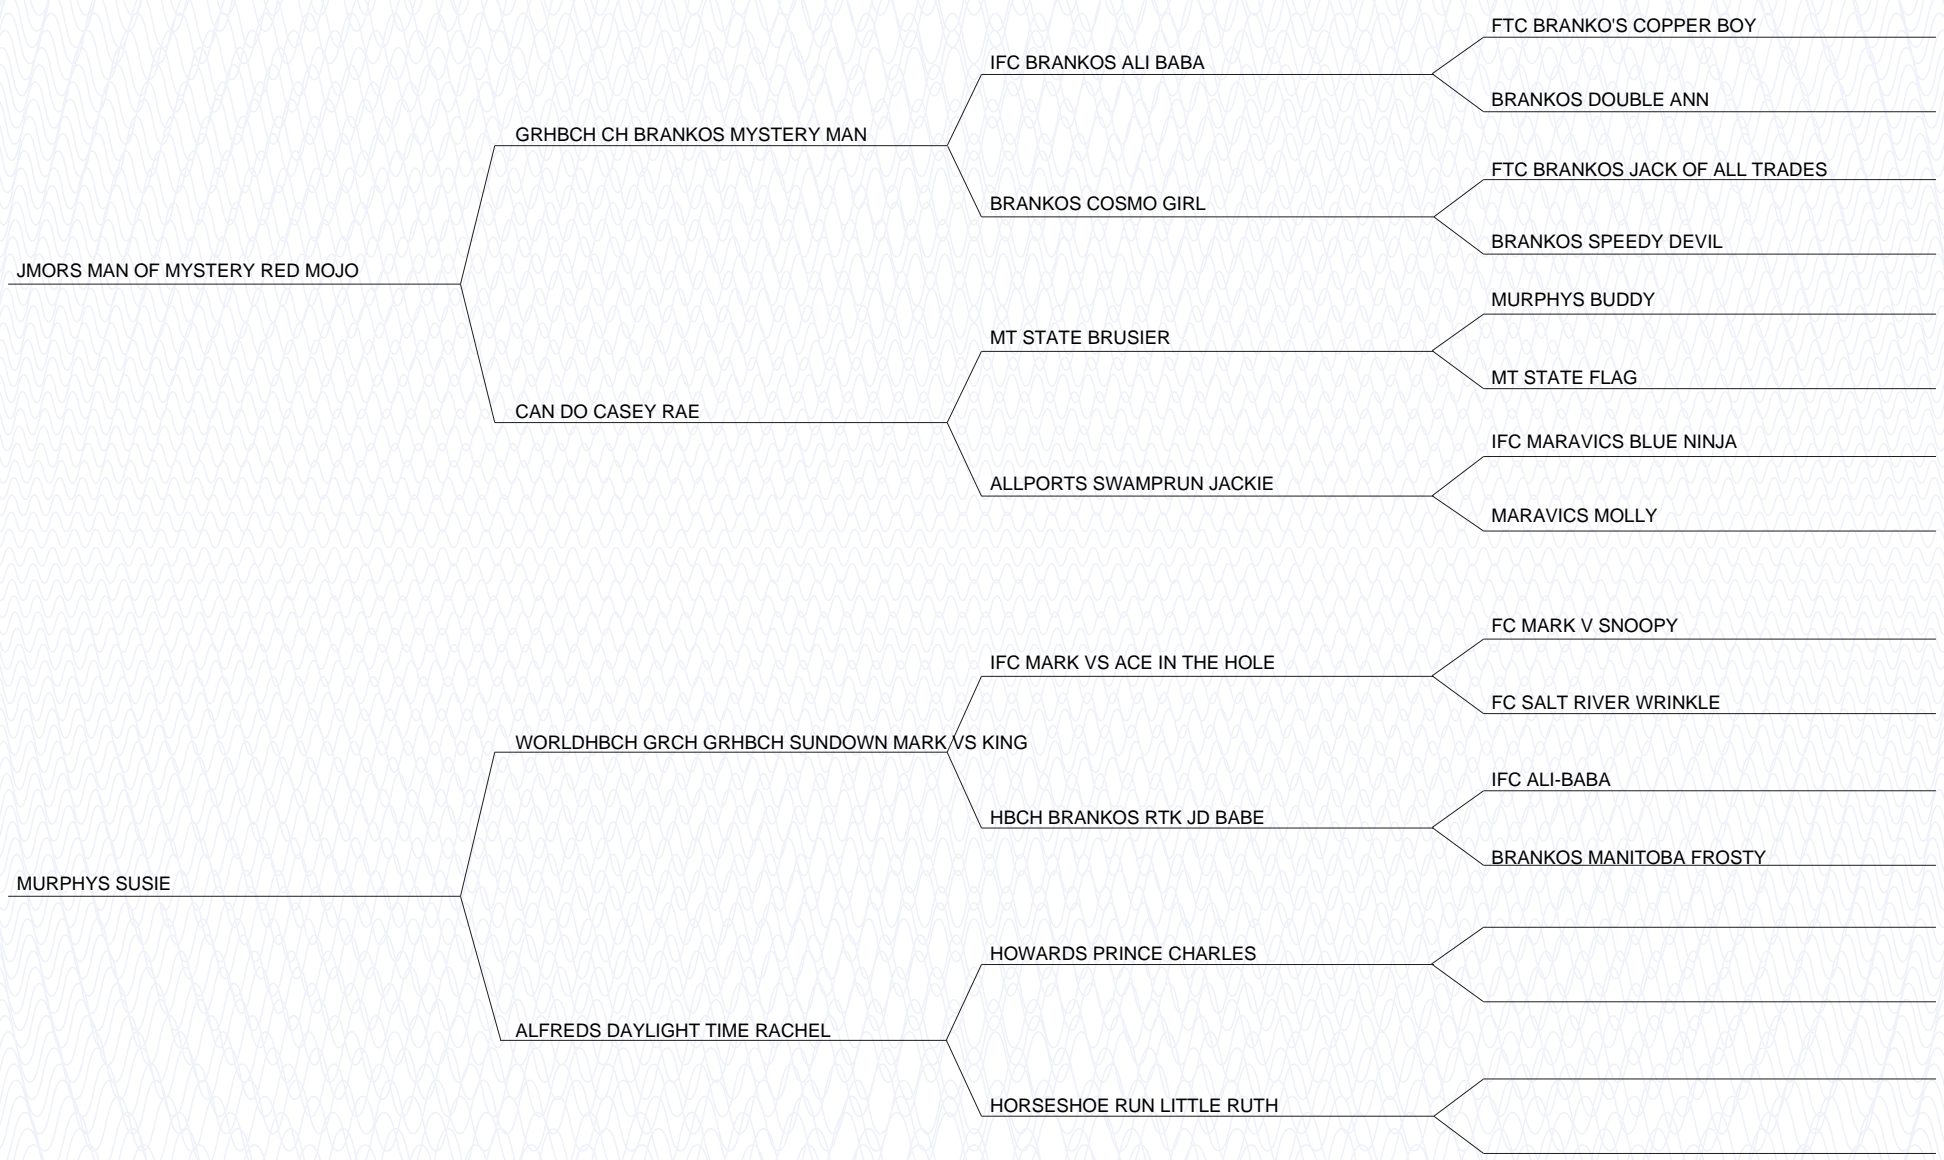 FTC BRANKO'S COPPER BOY
IFC BRANKOS ALI BABA
BRANKOS DOUBLE ANN
GRHBCH CH BRANKOS MYSTERY MAN
FTC BRANKOS JACK OF ALL TRADES
BRANKOS COSMO GIRL
BRANKOS SPEEDY DEVIL
JMORS MAN OF MYSTERY RED MOJO
MURPHYS BUDDY
MT STATE BRUSIER
MT STATE FLAG
CAN DO CASEY RAE
IFC MARAVICS BLUE NINJA
ALLPORTS SWAMPRUN JACKIE
MARAVICS MOLLY
FC MARK V SNOOPY
IFC MARK VS ACE IN THE HOLE
FC SALT RIVER WRINKLE
WORLDHBCH GRCH GRHBCH SUNDOWN MARK VS KING
IFC ALI-BABA
HBCH BRANKOS RTK JD BABE
BRANKOS MANITOBA FROSTY
MURPHYS SUSIE
HOWARDS PRINCE CHARLES
ALFREDS DAYLIGHT TIME RACHEL
HORSESHOE RUN LITTLE RUTH